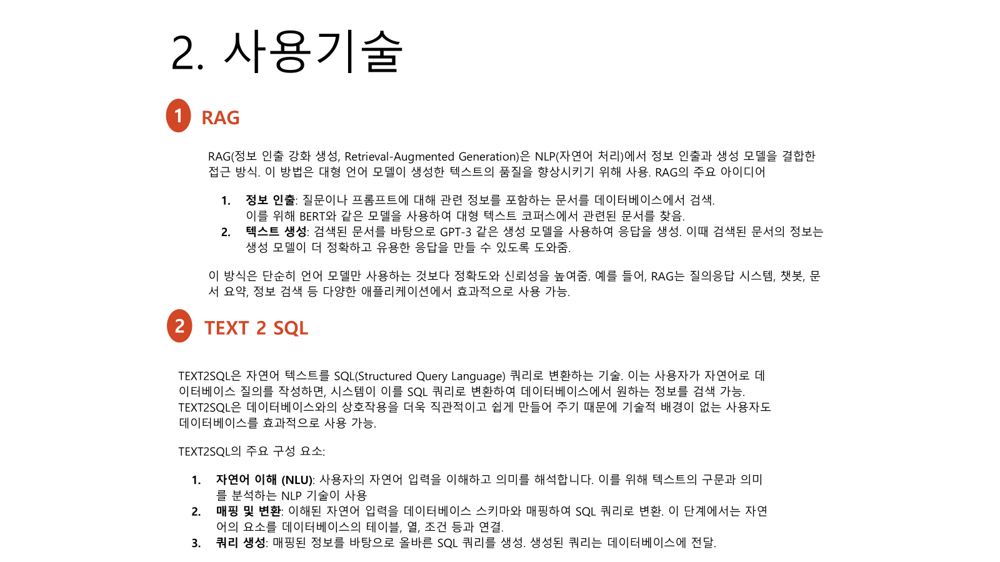 2. 사용기술
1 RAG
RAG(정보 인출 강화 생성, Retrieval-Augmented Generation)은 NLP(자연어 처리)에서 정보 인출과 생성 모델을 결합한
접근 방식. 이 방법은 대형 언어 모델이 생성한 텍스트의 품질을 향상시키기 위해 사용. RAG의 주요 아이디어
1. 정보 인출: 질문이나 프롬프트에 대해 관련 정보를 포함하는 문서를 데이터베이스에서 검색.
이를 위해 BERT와 같은 모델을 사용하여 대형 텍스트 코퍼스에서 관련된 문서를 찾음.
2. 텍스트 생성: 검색된 문서를 바탕으로 GPT-3 같은 생성 모델을 사용하여 응답을 생성. 이때 검색된 문서의 정보는
생성 모델이 더 정확하고 유용한 응답을 만들 수 있도록 도와줌.
이 방식은 단순히 언어 모델만 사용하는 것보다 정확도와 신뢰성을 높여줌. 예를 들어, RAG는 질의응답 시스템, 챗봇, 문
서 요약, 정보 검색 등 다양한 애플리케이션에서 효과적으로 사용 가능.
2 TEXT 2 SQL
TEXT2SQL은 자연어 텍스트를 SQL(Structured Query Language) 쿼리로 변환하는 기술. 이는 사용자가 자연어로 데
이터베이스 질의를 작성하면, 시스템이 이를 SQL 쿼리로 변환하여 데이터베이스에서 원하는 정보를 검색 가능.
TEXT2SQL은 데이터베이스와의 상호작용을 더욱 직관적이고 쉽게 만들어 주기 때문에 기술적 배경이 없는 사용자도
데이터베이스를 효과적으로 사용 가능.
TEXT2SQL의 주요 구성 요소:
1. 자연어 이해 (NLU): 사용자의 자연어 입력을 이해하고 의미를 해석합니다. 이를 위해 텍스트의 구문과 의미
를 분석하는 NLP 기술이 사용
2. 매핑 및 변환: 이해된 자연어 입력을 데이터베이스 스키마와 매핑하여 SQL 쿼리로 변환. 이 단계에서는 자연
어의 요소를 데이터베이스의 테이블, 열, 조건 등과 연결.
3. 쿼리 생성: 매핑된 정보를 바탕으로 올바른 SQL 쿼리를 생성. 생성된 쿼리는 데이터베이스에 전달.